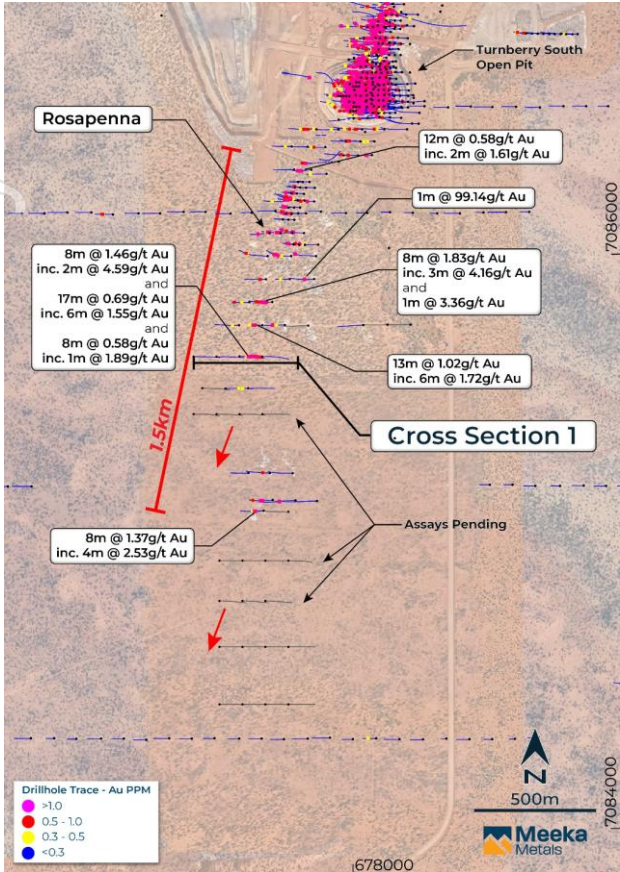 Turnberry South
Open Pit
Rosapenna
12m @ 0.58g/t Au
inc. 2m @ 1.61g/t Au
1m @ 99.14g/t Au
7086000
8m @ 1.46g/t Au
inc. 2m @ 4.59g/t Au
and
17m @ 0.69g/t Au
inc. 6m @ 1.55g/t Au
and
8m @ 0.58g/t Au
inc. 1m @ 1.89g/t Au
8m @ 1.83g/t Au
inc. 3m @ 4.16g/t Au
and
1m @ 3.36g/t Au
13m @ 1.02g/t Au
inc. 6m @ 1.72g/t Au
1.5km
Cross Section 1
Assays Pending
8m @ 1.37g/t Au
inc. 4m @ 2.53g/t Au
N
500m
7084000
Drillhole Trace - Au PPM
>1.0
0.5 - 1.0
0.3 - 0.5
<0.3
Meeka
Metals
678000